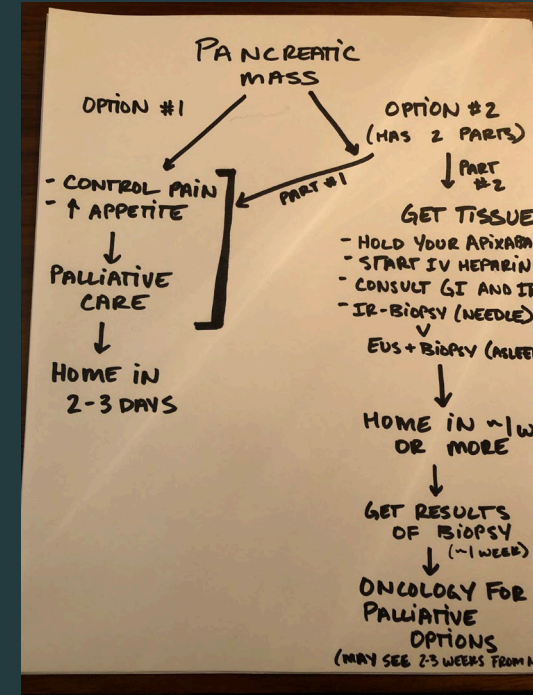 PANCREATIC
MASS
OPTION #1
- CONTROL PAIN
- ↑ APPETITE
PALLIATIVE
CARE
HOME IN
2-3 DAYS
OPTION #2
(HAS 2 PARTS)
PART #1
PART
#2
GET TISSUE
- HOLD YOUR
- START IV HEPARIN
- CONSULT GI AND
- IR-BIOPSY (NEEDLE)
V
EUS + BIOPSY
HOME IN ~1
OR MORE
GET RESULTS
OF BIOPSY
(~1 WEEK)
ONCOLOGY FOR
PALLIATIVE
OPTIONS
(MAY SEE 2-3 WEEKS FROM